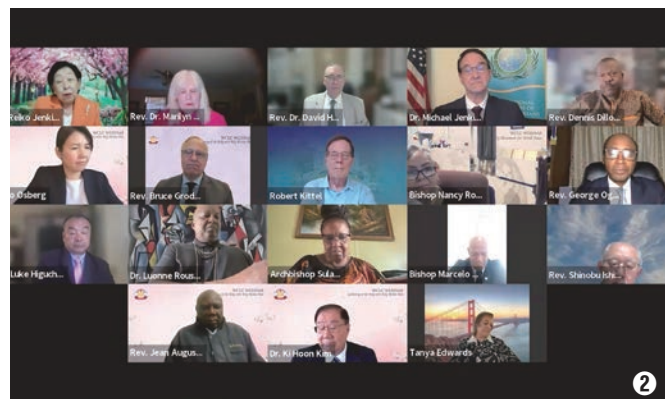 Reiko Jenki...
Rev. Dr. Marilyn ...
Rev. Dr. David H...
Dr. Michael Jenki...
Rev. Dennis Dillo...
o Osberg
Rev. Bruce Grod...
Robert Kittel
Bishop Nancy Ro...
Rev. George Og...
Luke Higuch...
Dr. Luonne Rous...
Archbishop Sula...
Bishop Marcelo ...
Rev. Shinobu Ishi...
Rev. Jean Augus...
Dr. Ki Hoon Kim
Tanya Edwards
2